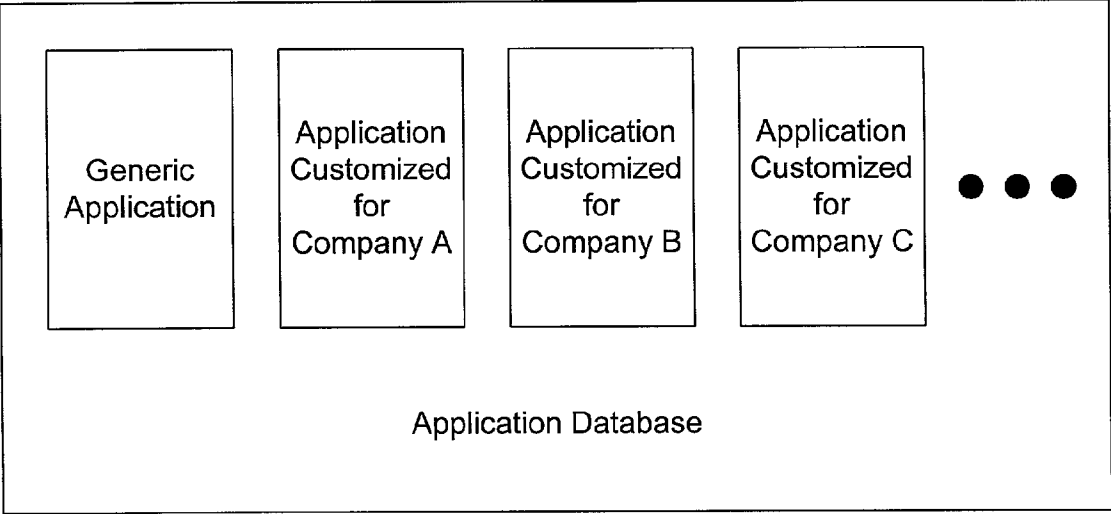 Generic
Application
Application
Customized
for
Company A
Application
Customized
for
Company B
Application
Customized
for
Company C
Application Database